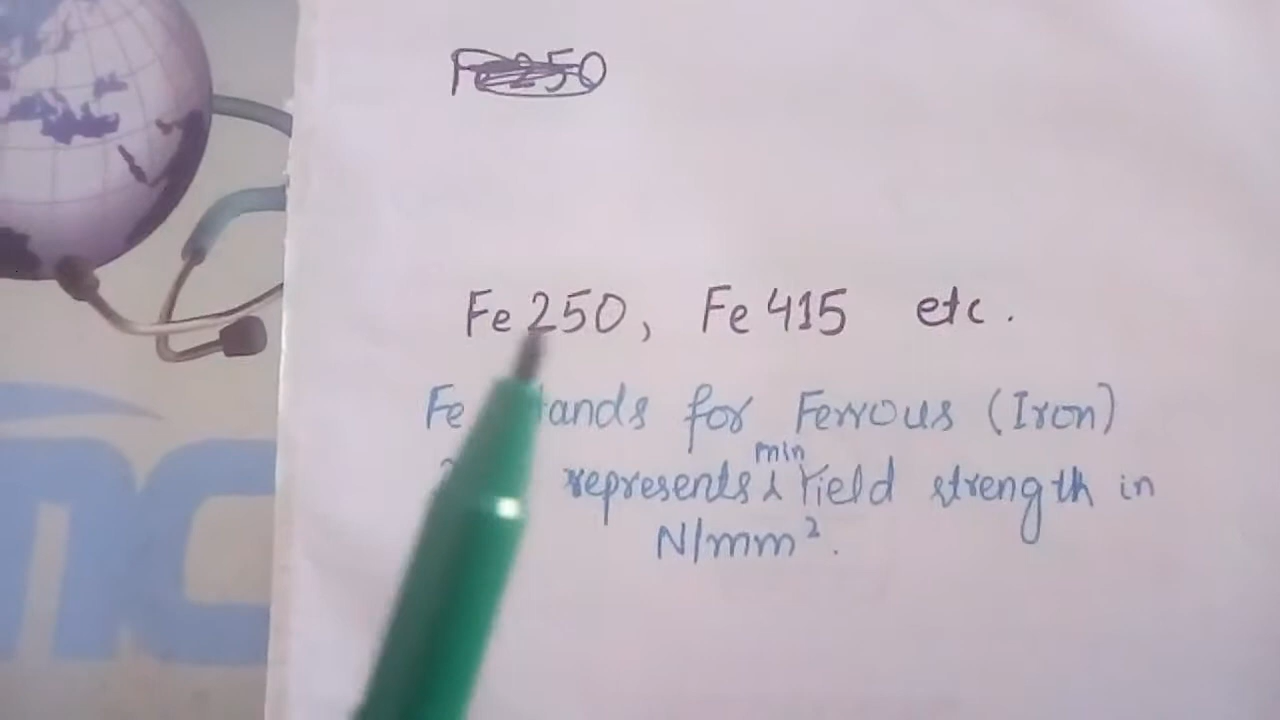 Fe250
Fe 250, Fe 415 etc.
Fe for Ferrous (Iron)
represents min Yield strength in
N/mm².